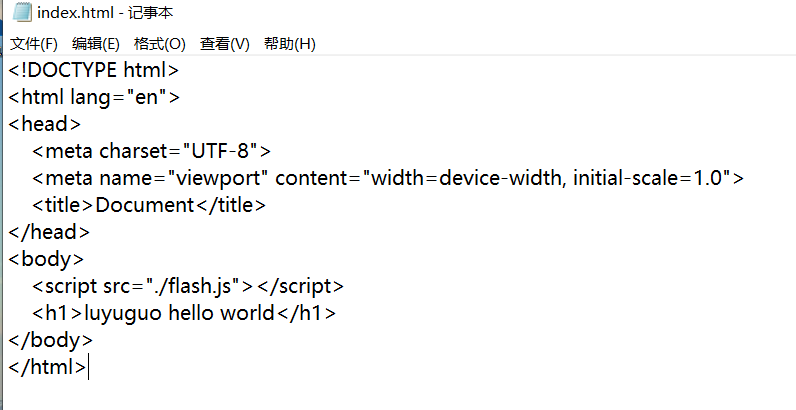 index.html - 记事本
文件(F) 编辑(E) 格式(O) 查看(V) 帮助(H)
<!DOCTYPE html>
<html lang="en">
<head>
    <meta charset="UTF-8">
    <meta name="viewport" content="width=device-width, initial-scale=1.0">
    <title>Document</title>
</head>
<body>
    <script src="./flash.js"></script>
    <h1>luyuguo hello world</h1>
</body>
</html>